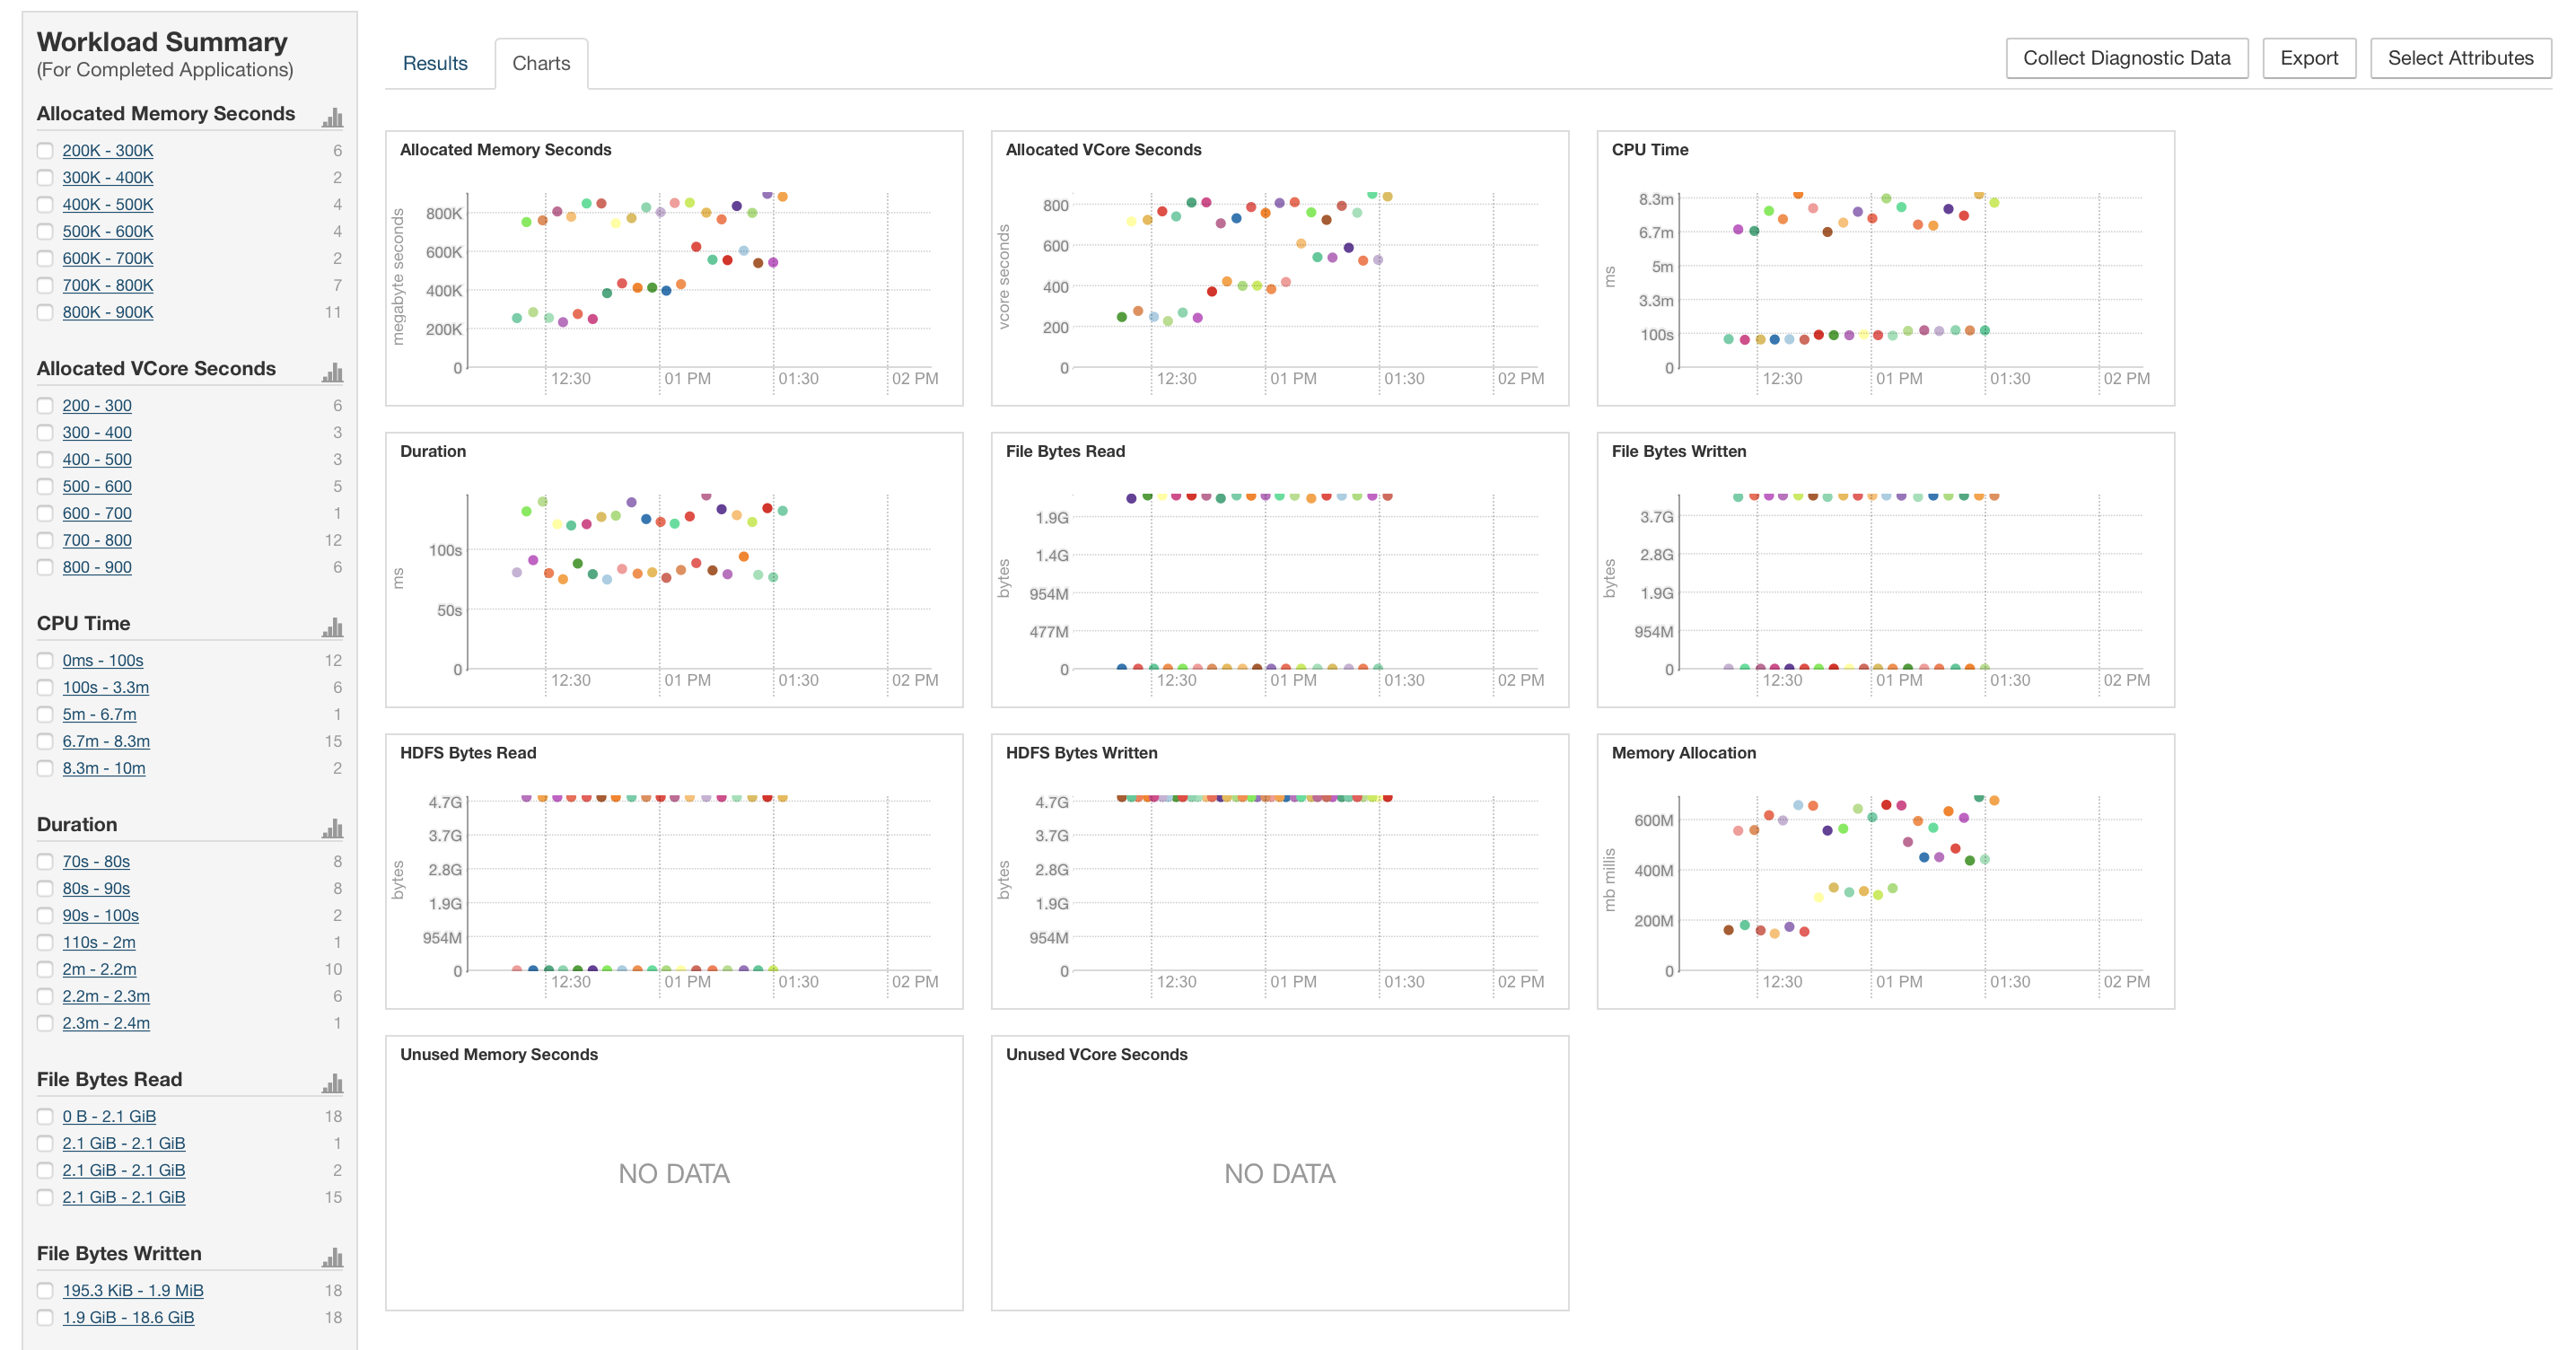 Workload Summary
(For Completed Applications)
Allocated Memory Seconds
200K - 300K 6
300K - 400K 2
400K - 500K 4
500K - 600K 4
600K - 700K 2
700K - 800K 7
800K - 900K 11
Allocated VCore Seconds
200 - 300 6
300 - 400 3
400 - 500 3
500 - 600 5
600 - 700 1
700 - 800 12
800 - 900 6
CPU Time
0ms - 100s 12
100s - 3.3m 6
5m - 6.7m 1
6.7m - 8.3m 15
8.3m - 10m 2
Duration
70s - 80s 8
80s - 90s 8
90s - 100s 2
110s - 2m 1
2m - 2.2m 10
2.2m - 2.3m 6
2.3m - 2.4m 1
File Bytes Read
0 B - 2.1 GiB 18
2.1 GiB - 2.1 GiB 1
2.1 GiB - 2.1 GiB 2
2.1 GiB - 2.1 GiB 15
File Bytes Written
195.3 KiB - 1.9 MiB 18
1.9 GiB - 18.6 GiB 18
Results Charts
Collect Diagnostic Data Export Select Attributes
Allocated Memory Seconds
megabyte seconds
800K
600K
400K
200K
0
12:30 01 PM 01:30 02 PM
Allocated VCore Seconds
vcore seconds
800
600
400
200
0
12:30 01 PM 01:30 02 PM
CPU Time
ms
8.3m
6.7m
5m
3.3m
100s
0
12:30 01 PM 01:30 02 PM
Duration
ms
100s
50s
0
12:30 01 PM 01:30 02 PM
File Bytes Read
bytes
1.9G
1.4G
954M
477M
0
12:30 01 PM 01:30 02 PM
File Bytes Written
bytes
3.7G
2.8G
1.9G
954M
0
12:30 01 PM 01:30 02 PM
HDFS Bytes Read
bytes
4.7G
3.7G
2.8G
1.9G
954M
0
12:30 01 PM 01:30 02 PM
HDFS Bytes Written
bytes
4.7G
3.7G
2.8G
1.9G
954M
0
12:30 01 PM 01:30 02 PM
Memory Allocation
mb millis
600M
400M
200M
0
12:30 01 PM 01:30 02 PM
Unused Memory Seconds
NO DATA
Unused VCore Seconds
NO DATA